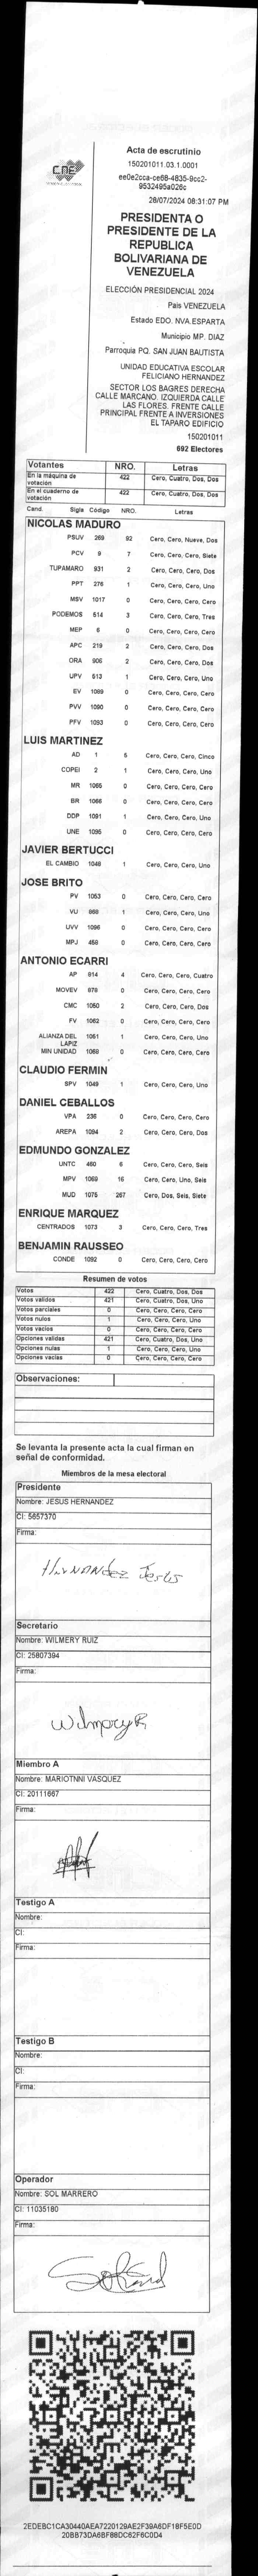 CNE
Acta de escrutinio
150201011.03.1.0001
ee0e2cca-ce68-4835-9cc2-
9532495a026c
28/07/2024 08:31:07 PM
PRESIDENTA O
PRESIDENTE DE LA
REPUBLICA
BOLIVARIANA DE
VENEZUELA
ELECCIÓN PRESIDENCIAL 2024
Pais VENEZUELA
Estado EDO. NVA.ESPARTA
Municipio MP. DIAZ
Parroquia PQ. SAN JUAN BAUTISTA
UNIDAD EDUCATIVA ESCOLAR
FELICIANO HERNANDEZ
SECTOR LOS BAGRES DERECHA
CALLE MARCANO. IZQUIERDA CALLE
LAS FLORES. FRENTE CALLE
PRINCIPAL FRENTE A INVERSIONES
EL TAPARO EDIFICIO
150201011
692 Electores
Votantes NRO. Letras
En la máquina de votación 422 Cero, Cuatro, Dos, Dos
En el cuaderno de votación 422 Cero, Cuatro, Dos, Dos
Cand. Sigla Código NRO. Letras
NICOLAS MADURO
PSUV 269 92 Cero, Cero, Nueve, Dos
PCV 9 7 Cero, Cero, Cero, Siete
TUPAMARO 931 2 Cero, Cero, Cero, Dos
PPT 276 1 Cero, Cero, Cero, Uno
MSV 1017 0 Cero, Cero, Cero, Cero
PODEMOS 514 3 Cero, Cero, Cero, Tres
MEP 6 0 Cero, Cero, Cero, Cero
APC 219 2 Cero, Cero, Cero, Dos
ORA 906 2 Cero, Cero, Cero, Dos
UPV 513 1 Cero, Cero, Cero, Uno
EV 1089 0 Cero, Cero, Cero, Cero
PVV 1090 0 Cero, Cero, Cero, Cero
PFV 1093 0 Cero, Cero, Cero, Cero
LUIS MARTINEZ
AD 1 5 Cero, Cero, Cero, Cinco
COPEI 2 1 Cero, Cero, Cero, Uno
MR 1065 0 Cero, Cero, Cero, Cero
BR 1066 0 Cero, Cero, Cero, Cero
DDP 1091 1 Cero, Cero, Cero, Uno
UNE 1095 0 Cero, Cero, Cero, Cero
JAVIER BERTUCCI
EL CAMBIO 1048 1 Cero, Cero, Cero, Uno
JOSE BRITO
PV 1053 0 Cero, Cero, Cero, Cero
VU 868 1 Cero, Cero, Cero, Uno
UVV 1096 0 Cero, Cero, Cero, Cero
MPJ 458 0 Cero, Cero, Cero, Cero
ANTONIO ECARRI
AP 614 4 Cero, Cero, Cero, Cuatro
MOVEV 978 0 Cero, Cero, Cero, Cero
CMC 1050 2 Cero, Cero, Cero, Dos
FV 1062 0 Cero, Cero, Cero, Cero
ALIANZA DEL LAPIZ 1061 1 Cero, Cero, Cero, Uno
MIN UNIDAD 1068 0 Cero, Cero, Cero, Cero
CLAUDIO FERMIN
SPV 1049 1 Cero, Cero, Cero, Uno
DANIEL CEBALLOS
VPA 236 0 Cero, Cero, Cero, Cero
AREPA 1094 2 Cero, Cero, Cero, Dos
EDMUNDO GONZALEZ
UNTC 460 6 Cero, Cero, Cero, Seis
MPV 1069 16 Cero, Cero, Uno, Seis
MUD 1075 267 Cero, Dos, Seis, Siete
ENRIQUE MARQUEZ
CENTRADOS 1073 3 Cero, Cero, Cero, Tres
BENJAMIN RAUSSEO
CONDE 1092 0 Cero, Cero, Cero, Cero
Resumen de votos
Votos 422 Cero, Cuatro, Dos, Dos
Votos validos 421 Cero, Cuatro, Dos, Uno
Votos parciales 0 Cero, Cero, Cero, Cero
Votos nulos 1 Cero, Cero, Cero, Uno
Votos vacios 0 Cero, Cero, Cero, Cero
Opciones validas 421 Cero, Cuatro, Dos, Uno
Opciones nulas 1 Cero, Cero, Cero, Uno
Opciones vacias 0 Cero, Cero, Cero, Cero
Observaciones:
Se levanta la presente acta la cual firman en
señal de conformidad.
Miembros de la mesa electoral
Presidente
Nombre: JESUS HERNANDEZ
CI: 5657370
Firma:
Hernandez Jesus
Secretario
Nombre: WILMERY RUIZ
CI: 25807394
Firma:
Wilmery R
Miembro A
Nombre: MARIOTNNI VASQUEZ
CI: 20111667
Firma:
Testigo A
Nombre:
CI:
Firma:
Testigo B
Nombre:
CI:
Firma:
Operador
Nombre: SOL MARRERO
CI: 11035180
Firma:
2EDEBC1CA30440AEA7220129AE2F39A6DF18F5E0D
20BB73DA6BF88DC62F6C0D4